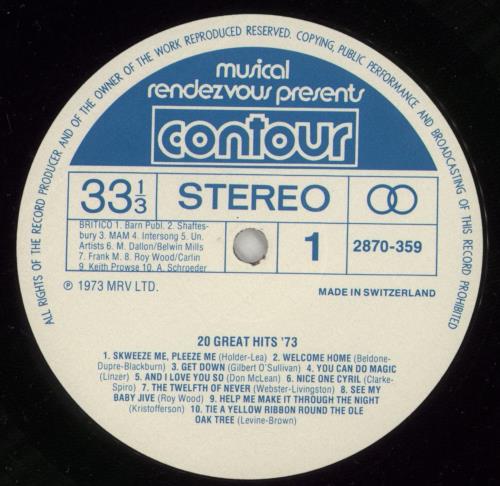 ALL RIGHTS OF THE RECORD PRODUCER AND OF THE OWNER OF THE WORK REPRODUCED RESERVED. COPYING, PUBLIC PERFORMANCE AND BROADCASTING OF THIS RECORD PROHIBITED
musical
rendezvous presents
contour
33 1/3 STEREO
BRITICO 1. Barn Publ. 2. Shaftes-
bury 3. MAM 4. Intersong 5. Un.
Artists 6. M. Dallon/Belwin Mills
7. Frank M. 8. Roy Wood/Carlin
9. Keith Prowse 10. A. Schroeder
1 2870-359
℗ 1973 MRV LTD.
MADE IN SWITZERLAND
20 GREAT HITS '73
1. SKWEEZE ME, PLEEZE ME (Holder-Lea) 2. WELCOME HOME (Beldone-
Dupre-Blackburn) 3. GET DOWN (Gilbert O'Sullivan) 4. YOU CAN DO MAGIC
(Linzer) 5. AND I LOVE YOU SO (Don McLean) 6. NICE ONE CYRIL (Clarke-
Spiro) 7. THE TWELFTH OF NEVER (Webster-Livingston) 8. SEE MY
BABY JIVE (Roy Wood) 9. HELP ME MAKE IT THROUGH THE NIGHT
(Kristofferson) 10. TIE A YELLOW RIBBON ROUND THE OLE
OAK TREE (Levine-Brown)